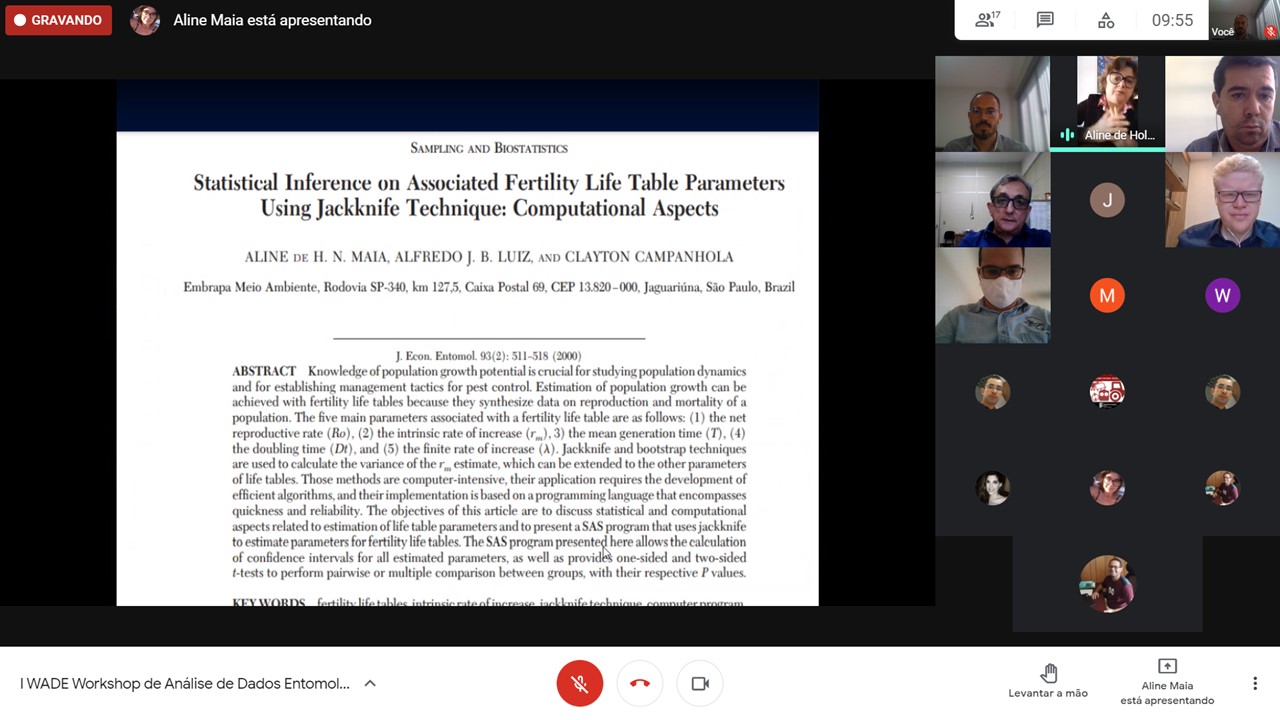 GRAVANDO
Aline Maia está apresentando
17
09:55
Você
SAMPLING AND BIOSTATISTICS
Statistical Inference on Associated Fertility Life Table Parameters
Using Jackknife Technique: Computational Aspects
ALINE DE H. N. MAIA, ALFREDO J. B. LUIZ, AND CLAYTON CAMPANHOLA
Embrapa Meio Ambiente, Rodovia SP-340, km 127,5, Caixa Postal 69, CEP 13.820–000, Jaguariúna, São Paulo, Brazil
J. Econ. Entomol. 93(2): 511–518 (2000)
ABSTRACT Knowledge of population growth potential is crucial for studying population dynamics
and for establishing management tactics for pest control. Estimation of population growth can be
achieved with fertility life tables because they synthesize data on reproduction and mortality of a
population. The five main parameters associated with a fertility life table are as follows: (1) the net
reproductive rate (Ro), (2) the intrinsic rate of increase (rm), 3) the mean generation time (T), (4)
the doubling time (Dt), and (5) the finite rate of increase (λ). Jackknife and bootstrap techniques
are used to calculate the variance of the rm estimate, which can be extended to the other parameters
of life tables. Those methods are computer-intensive, their application requires the development of
efficient algorithms, and their implementation is based on a programming language that encompasses
quickness and reliability. The objectives of this article are to discuss statistical and computational
aspects related to estimation of life table parameters and to present a SAS program that uses jackknife
to estimate parameters for fertility life tables. The SAS program presented here allows the calculation
of confidence intervals for all estimated parameters, as well as provides one-sided and two-sided
t-tests to perform pairwise or multiple comparison between groups, with their respective P values.
KEY WORDS fertility life tables, intrinsic rate of increase, jackknife technique, computer program
Aline de Hol...
J
M
W
I WADE Workshop de Análise de Dados Entomol...
Levantar a mão
Aline Maia
está apresentando